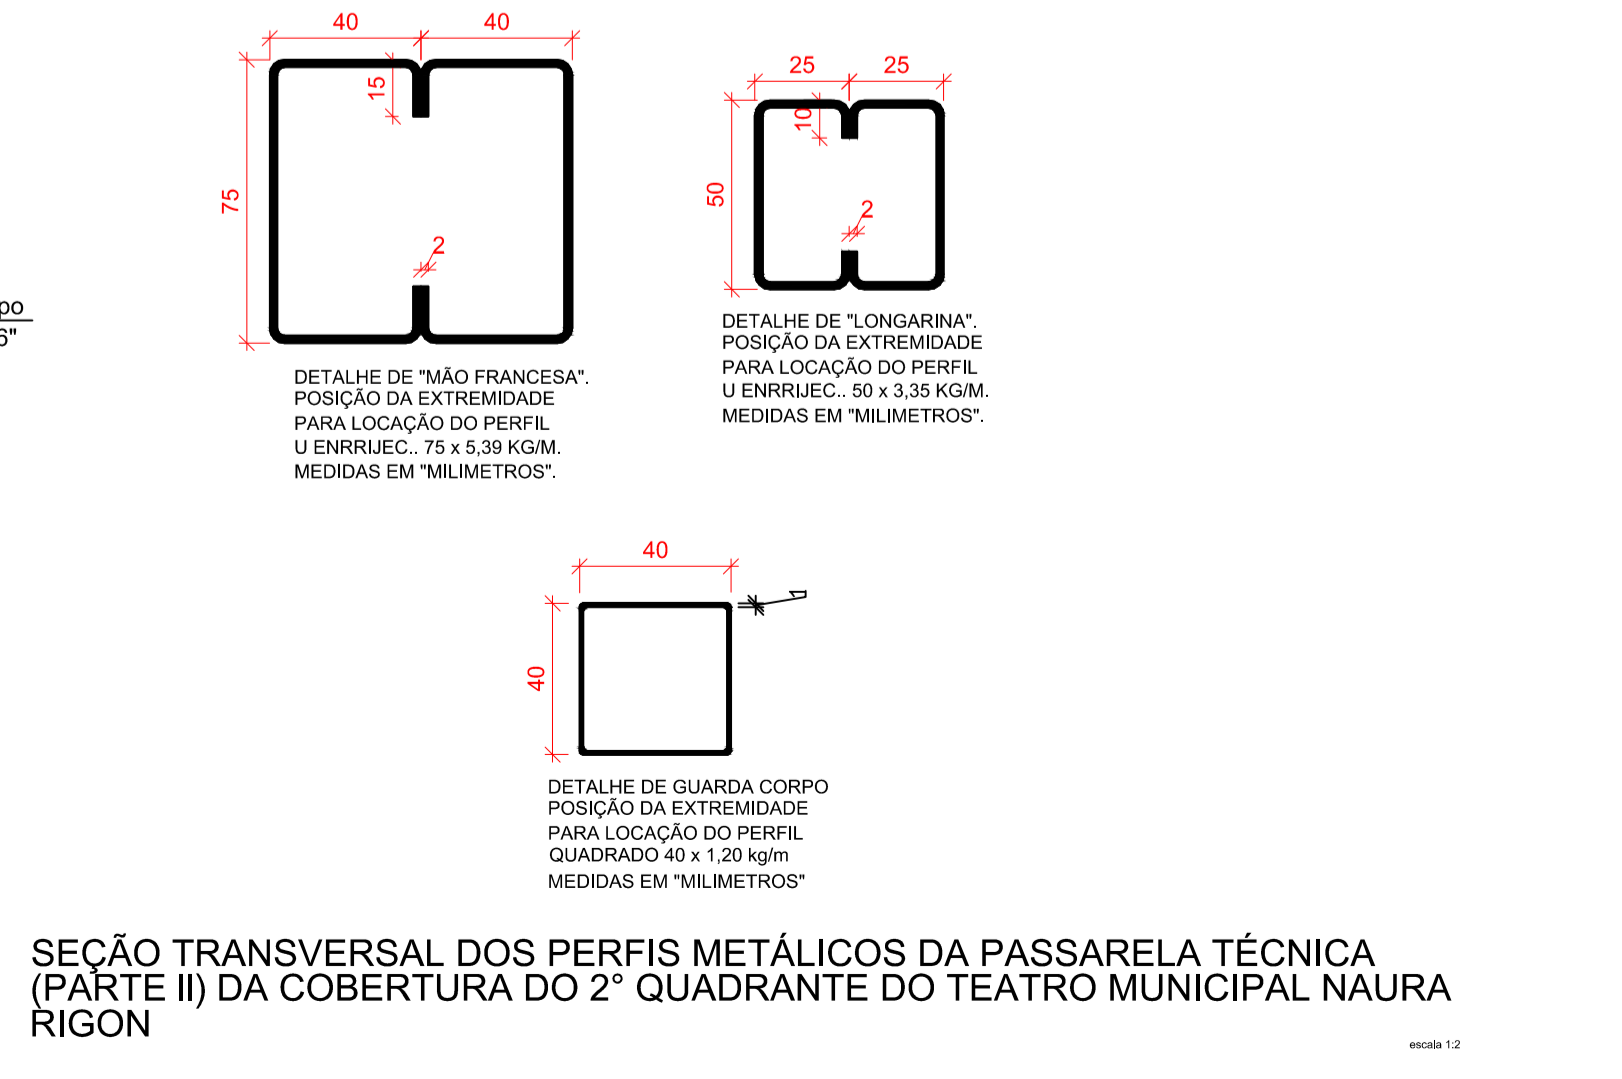 40 40
15
75
2
25 25
10
50
2
po
6"
DETALHE DE "MÃO FRANCESA".
POSIÇÃO DA EXTREMIDADE
PARA LOCAÇÃO DO PERFIL
U ENRRIJEC.. 75 x 5,39 KG/M.
MEDIDAS EM "MILIMETROS".
DETALHE DE "LONGARINA".
POSIÇÃO DA EXTREMIDADE
PARA LOCAÇÃO DO PERFIL
U ENRRIJEC.. 50 x 3,35 KG/M.
MEDIDAS EM "MILIMETROS".
40
1
40
DETALHE DE GUARDA CORPO
POSIÇÃO DA EXTREMIDADE
PARA LOCAÇÃO DO PERFIL
QUADRADO 40 x 1,20 kg/m
MEDIDAS EM "MILIMETROS"
SEÇÃO TRANSVERSAL DOS PERFIS METÁLICOS DA PASSARELA TÉCNICA
(PARTE II) DA COBERTURA DO 2° QUADRANTE DO TEATRO MUNICIPAL NAURA
RIGON
escala 1:2